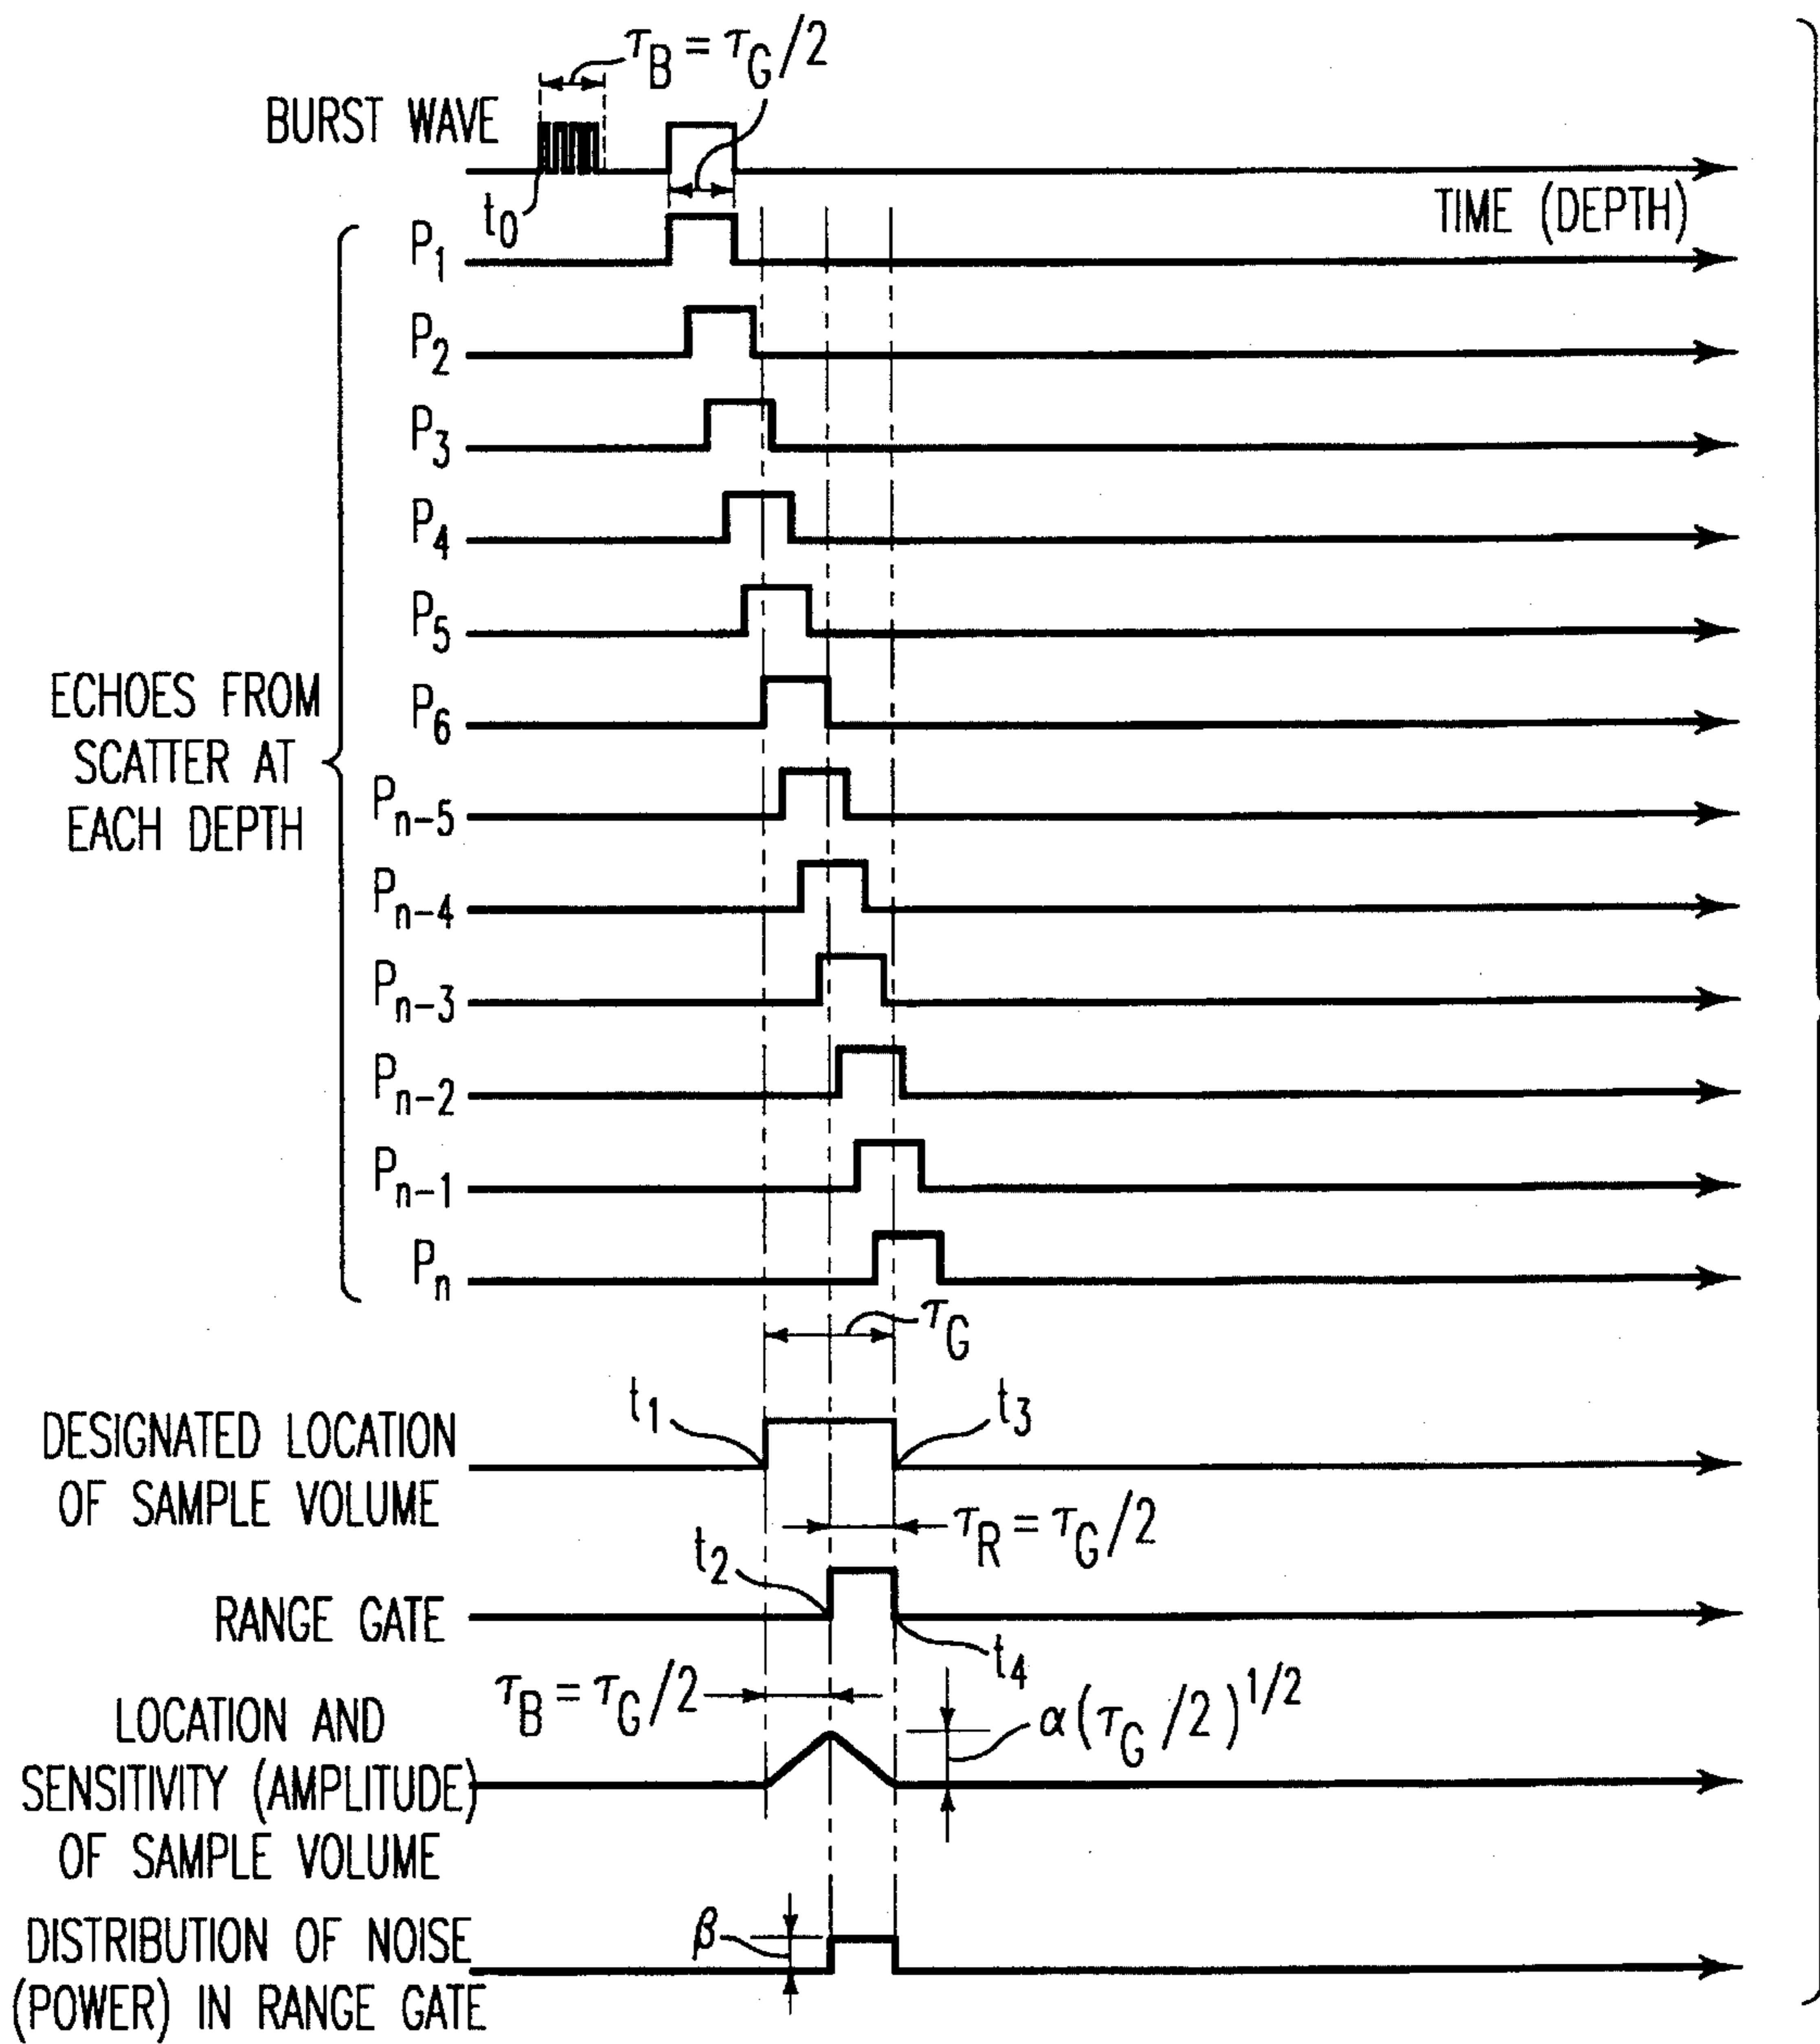 τB = τG/2
BURST WAVE
t0
TIME (DEPTH)
P1
P2
P3
P4
P5
P6
Pn-5
Pn-4
Pn-3
Pn-2
Pn-1
Pn
ECHOES FROM
SCATTER AT
EACH DEPTH
τG
t1
t3
DESIGNATED LOCATION
OF SAMPLE VOLUME
τR = τG/2
t2
RANGE GATE
t4
τB = τG/2
α(τG/2)1/2
LOCATION AND
SENSITIVITY (AMPLITUDE)
OF SAMPLE VOLUME
β
DISTRIBUTION OF NOISE
(POWER) IN RANGE GATE